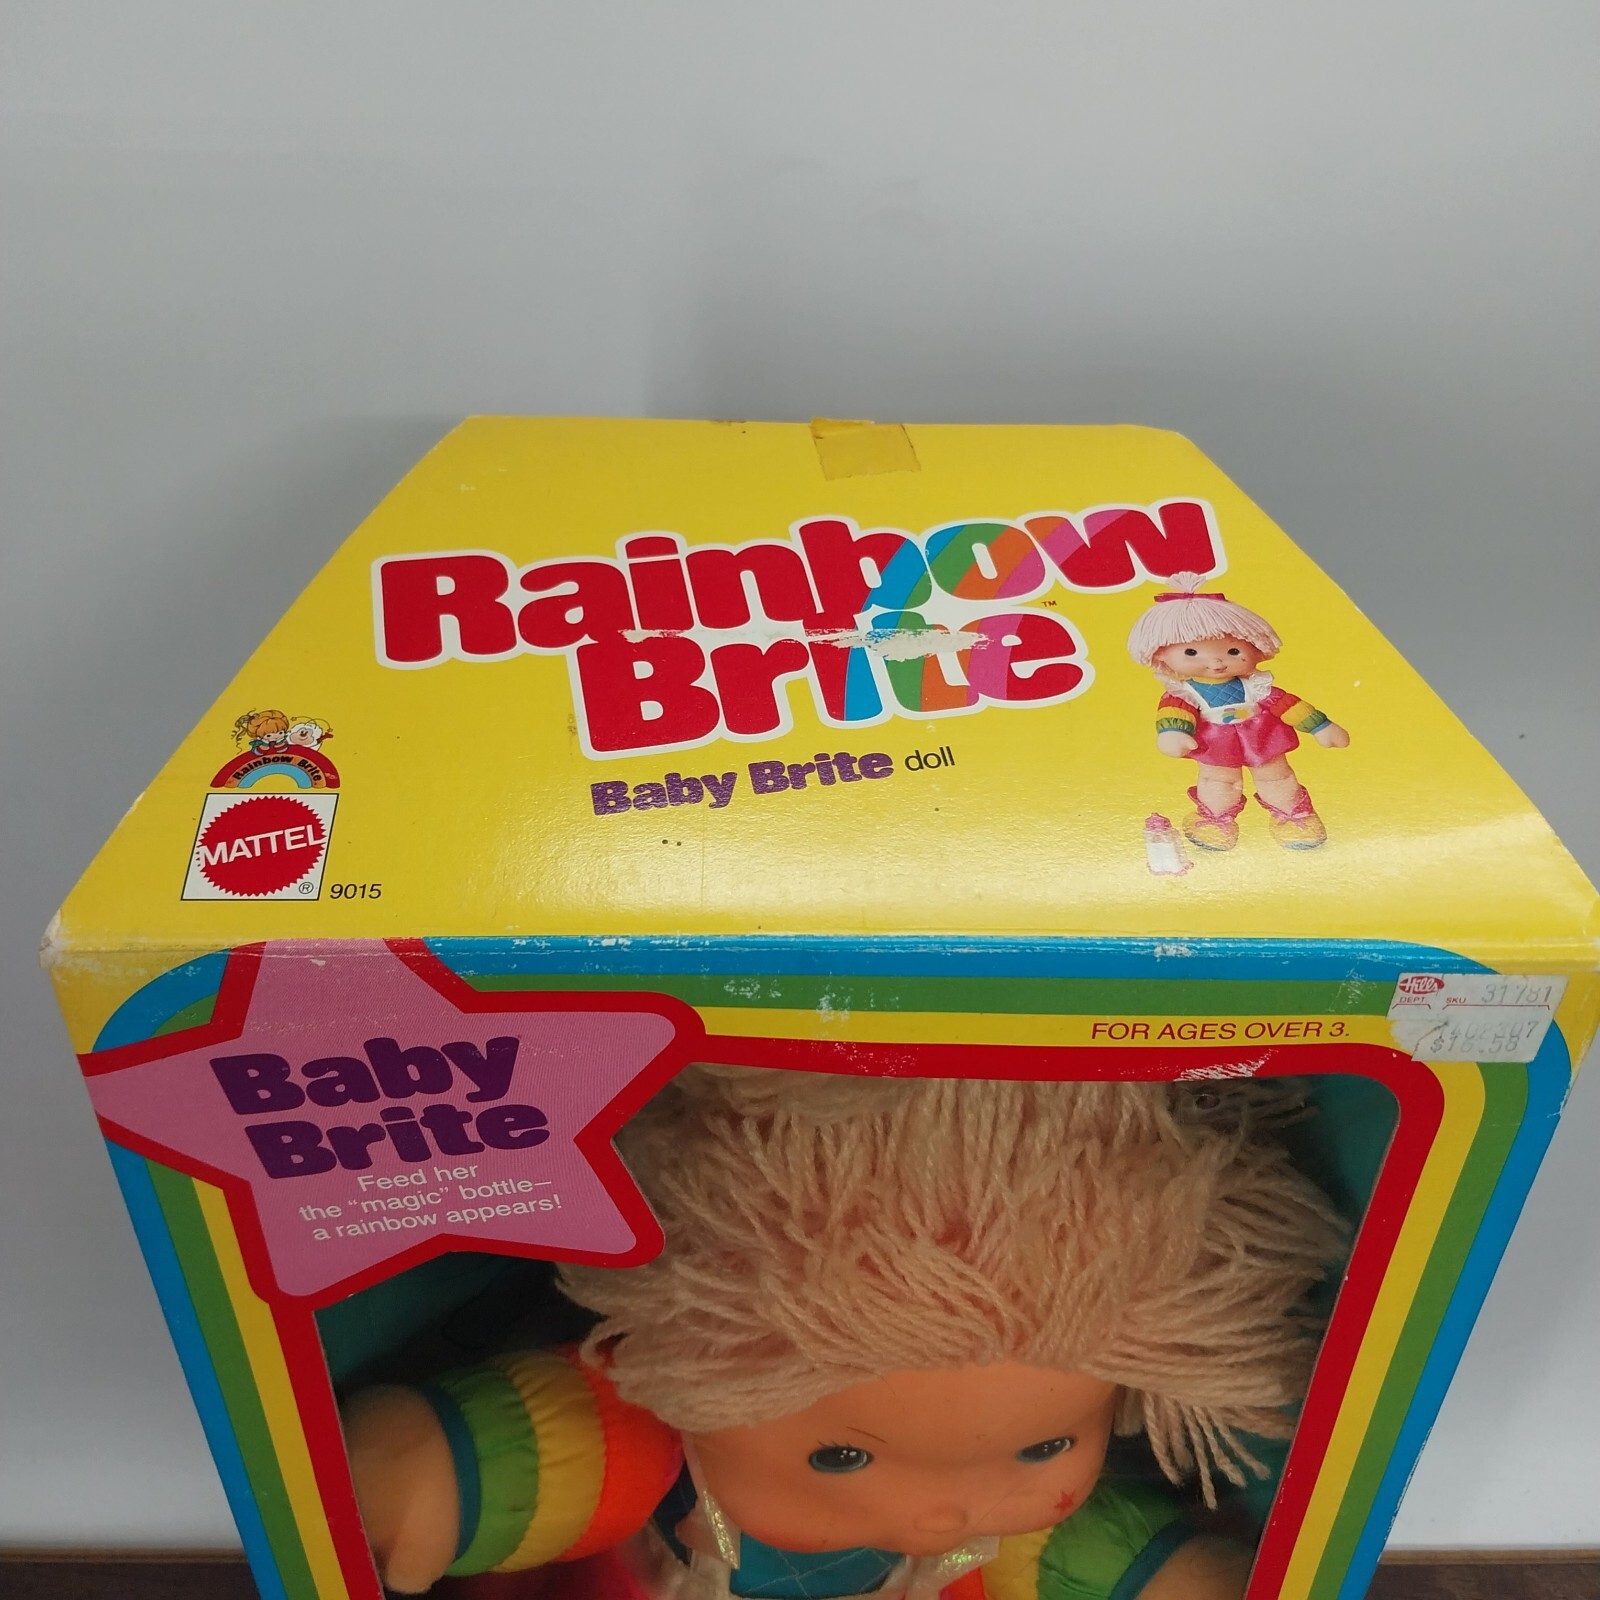 Rainbow
Brite™
Baby Brite doll
Rainbow Brite
MATTEL
® 9015
Hills
DEPT. SKU 31781
FOR AGES OVER 3.
Baby
Brite
Feed her
the "magic" bottle—
a rainbow appears!